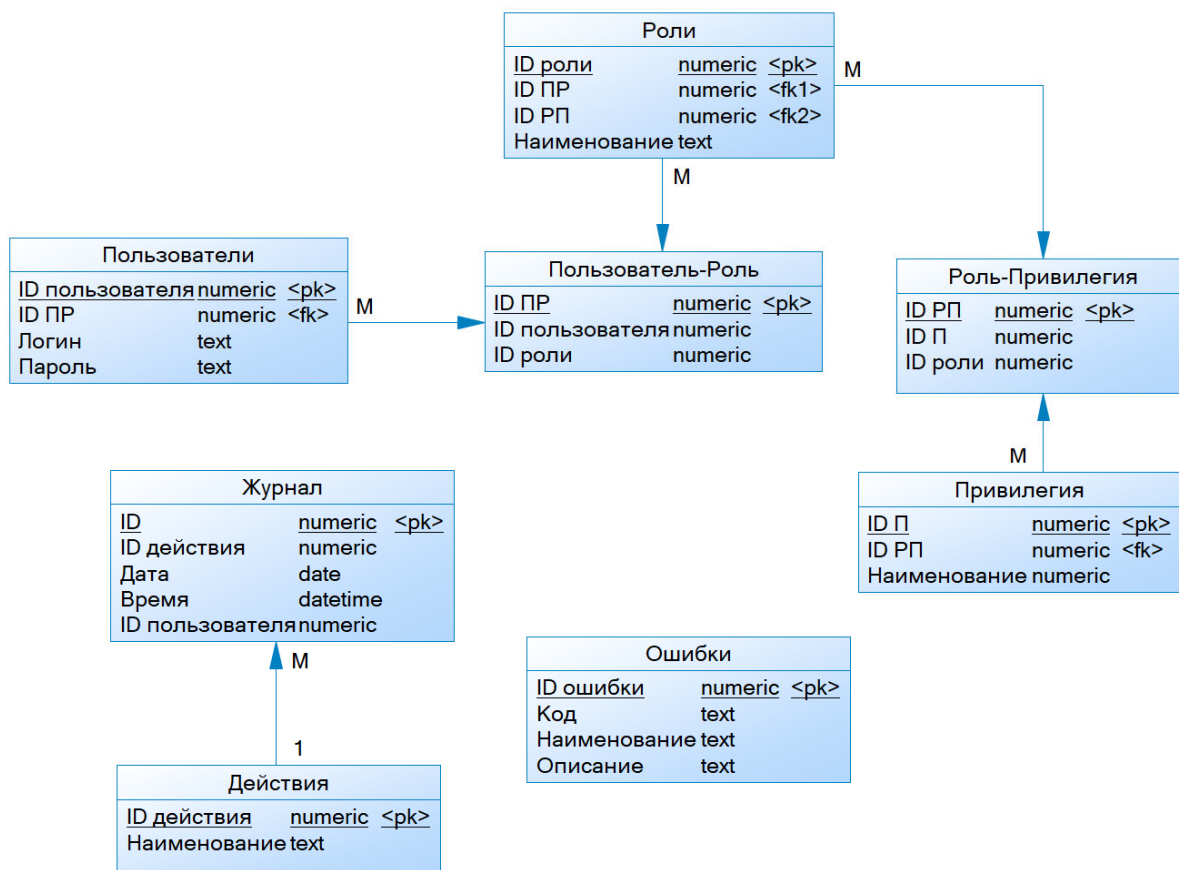 Роли
ID роли numeric <pk>
ID ПР numeric <fk1>
ID РП numeric <fk2>
Наименование text
M
M
Пользователи
ID пользователя numeric <pk>
ID ПР numeric <fk>
Логин text
Пароль text
M
Пользователь-Роль
ID ПР numeric <pk>
ID пользователя numeric
ID роли numeric
Роль-Привилегия
ID РП numeric <pk>
ID П numeric
ID роли numeric
M
Привилегия
ID П numeric <pk>
ID РП numeric <fk>
Наименование numeric
Журнал
ID numeric <pk>
ID действия numeric
Дата date
Время datetime
ID пользователя numeric
M
1
Ошибки
ID ошибки numeric <pk>
Код text
Наименование text
Описание text
Действия
ID действия numeric <pk>
Наименование text